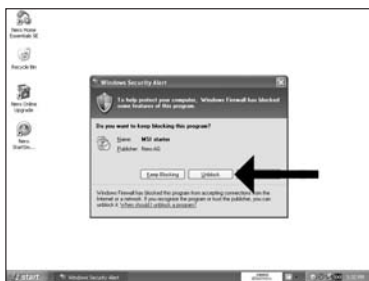 Nero Home
Essentials SE
Recycle Bin
Nero Online
Upgrade
Nero
StartSm...
Windows Security Alert
To help protect your computer, Windows Firewall has blocked
some features of this program.
Do you want to keep blocking this program?
Name: MSI starter
Publisher: Nero AG
Keep Blocking
Unblock
Windows Firewall has blocked this program from accepting connections from the
Internet or a network. If you recognize the program or trust the publisher, you can
unblock it. When should I unblock a program?
start
Windows Security Alert